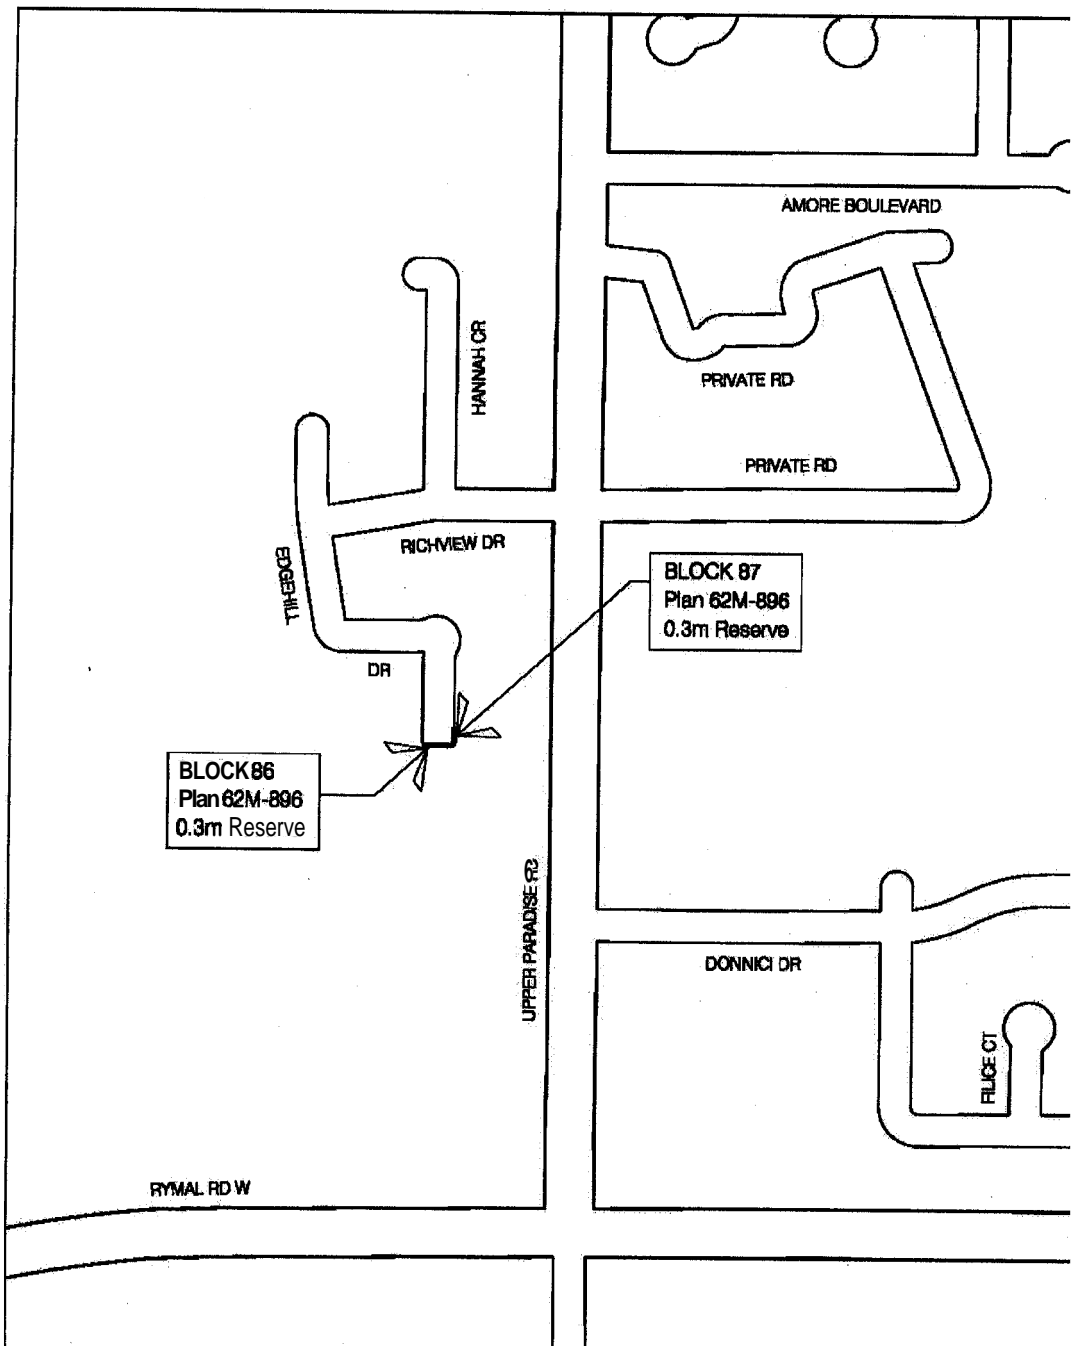 AMORE BOULEVARD
HANNAH CR
PRIVATE RD
PRIVATE RD
RICHVIEW DR
EDGEHILL
DR
BLOCK 87
Plan 62M-896
0.3m Reserve
BLOCK 86
Plan 62M-896
0.3m Reserve
UPPER PARADISE RD
DONNICI DR
FILICE CT
RYMAL RD W